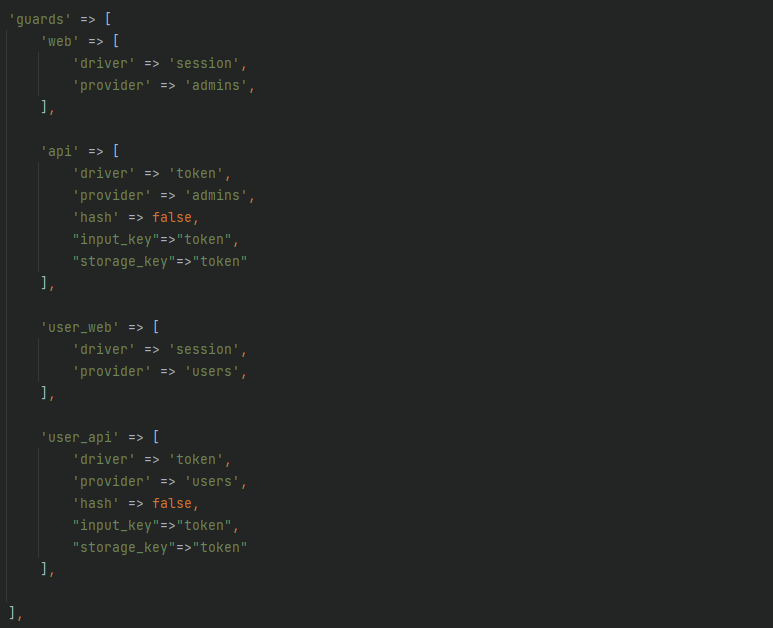 'guards' => [
'web' => [
'driver' => 'session',
'provider' => 'admins',
],
'api' => [
'driver' => 'token',
'provider' => 'admins',
'hash' => false,
"input_key"=>"token",
"storage_key"=>"token"
],
'user_web' => [
'driver' => 'session',
'provider' => 'users',
],
'user_api' => [
'driver' => 'token',
'provider' => 'users',
'hash' => false,
"input_key"=>"token",
"storage_key"=>"token"
],
],